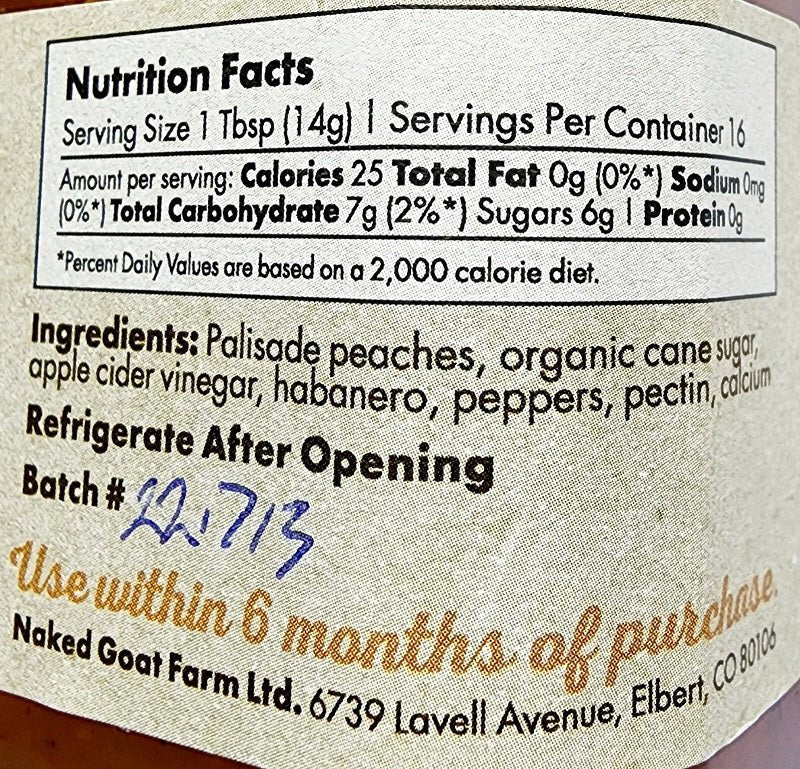 Nutrition Facts
Serving Size 1 Tbsp (14g) | Servings Per Container 16
Amount per serving: Calories 25 Total Fat 0g (0%*) Sodium 0mg
(0%*) Total Carbohydrate 7g (2%*) Sugars 6g | Protein 0g
*Percent Daily Values are based on a 2,000 calorie diet.
Ingredients: Palisade peaches, organic cane sugar,
apple cider vinegar, habanero, peppers, pectin, calcium
Refrigerate After Opening
Batch # 22.713
Use within 6 months of purchase.
Naked Goat Farm Ltd. 6739 Lavell Avenue, Elbert, CO 80106